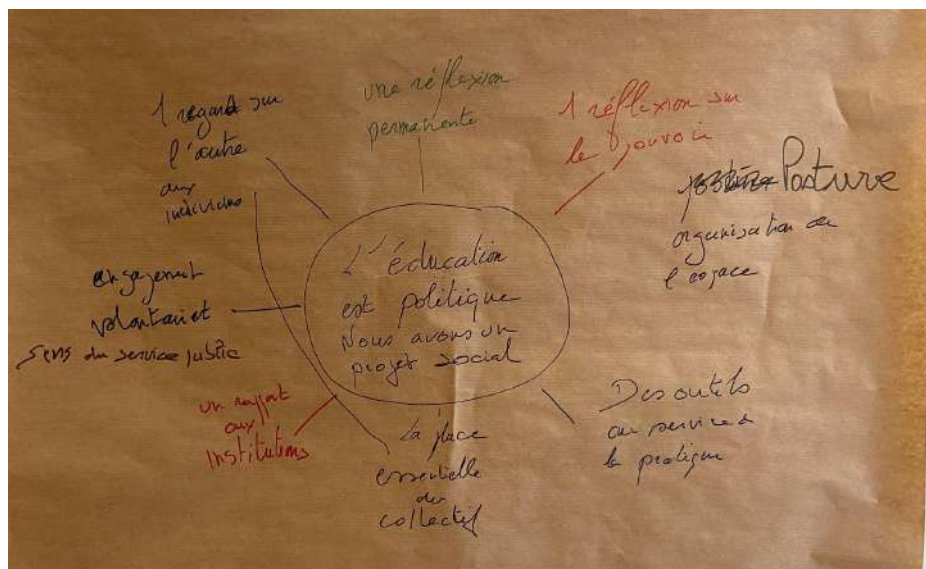 1 regard sur
l'autre
aux
individus
une réflexion
permanente
1 réflexion sur
le pouvoir
Posture
organisation de
l'espace
L'éducation
est politique
Nous avons un
projet social
engagement
volontariat
sens du service public
un rapport
aux
institutions
La place
essentielle
du
collectif
Des outils
au service de
la pratique